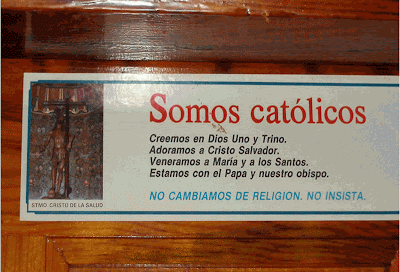 Somos católicos
Creemos en Dios Uno y Trino.
Adoramos a Cristo Salvador.
Veneramos a María y a los Santos.
Estamos con el Papa y nuestro obispo.
NO CAMBIAMOS DE RELIGION. NO INSISTA.
STMO. CRISTO DE LA SALUD